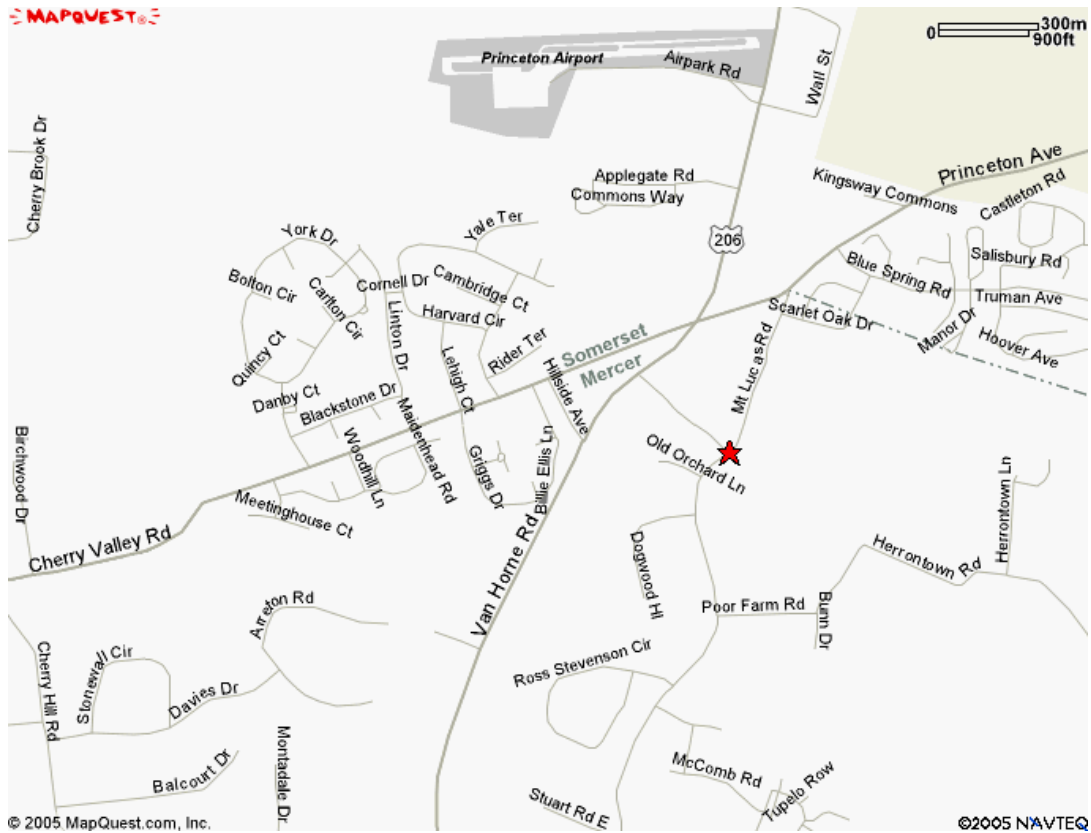 MAPQUEST®
300m
0
900ft
Princeton Airport
Airpark Rd
Wall St
Cherry Brook Dr
Princeton Ave
Applegate Rd
Commons Way
Kingsway Commons
Castleton Rd
York Dr
Yale Ter
206
Salisbury Rd
Blue Spring Rd
Bolton Cir
Carlton Cir
Cornell Dr
Cambridge Ct
Truman Ave
Harvard Cir
Linton Dr
Scarlet Oak Dr
Manor Dr
Hoover Ave
Quincy Ct
Lehigh Ct
Rider Ter
Somerset
Mercer
Mt Lucas Rd
Danby Ct
Blackstone Dr
Hillside Ave
Maidenhead Rd
Woodhill Ln
Griggs Dr
Billie Ellis Ln
Old Orchard Ln
Birchwood Dr
Meetinghouse Ct
Herrontown Ln
Cherry Valley Rd
Van Horne Rd
Dogwood Hl
Herrontown Rd
Arreton Rd
Poor Farm Rd
Bunn Dr
Cherry Hill Rd
Stonewall Cir
Ross Stevenson Cir
Davies Dr
Montadale Dr
Balcourt Dr
McComb Rd
Tupelo Row
Stuart Rd E
© 2005 MapQuest.com, Inc.
©2005 NAVTEQ